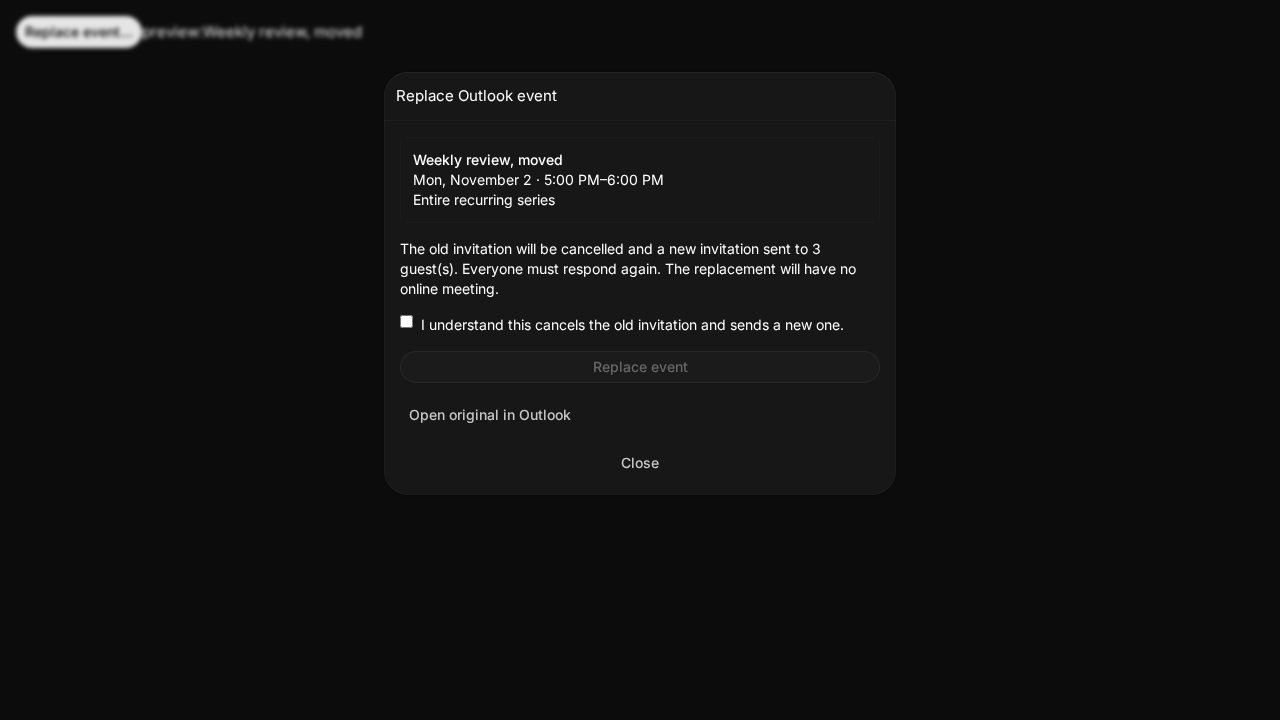 Replace event... preview:Weekly review, moved
Replace Outlook event
Weekly review, moved
Mon, November 2 · 5:00 PM–6:00 PM
Entire recurring series
The old invitation will be cancelled and a new invitation sent to 3
guest(s). Everyone must respond again. The replacement will have no
online meeting.
I understand this cancels the old invitation and sends a new one.
Replace event
Open original in Outlook
Close